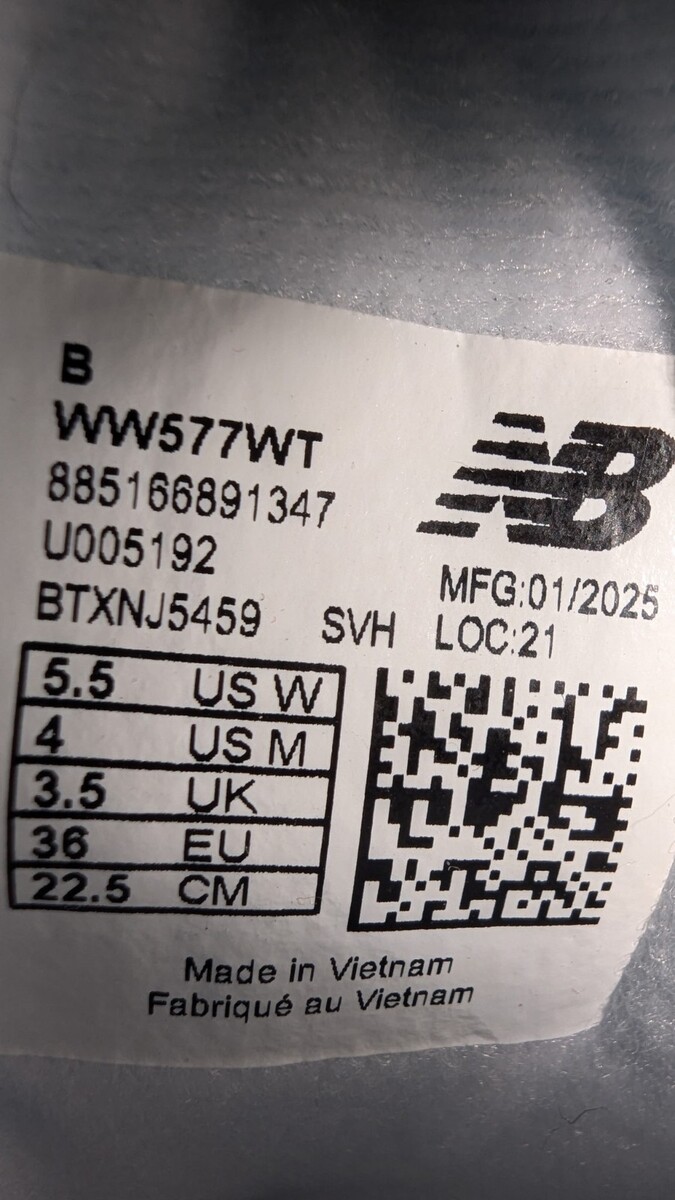 B
WW577WT
885166891347
U005192
BTXNJ5459 SVH
NB
MFG:01/2025
LOC:21
5.5 US W
4 US M
3.5 UK
36 EU
22.5 CM
Made in Vietnam
Fabriqué au Vietnam